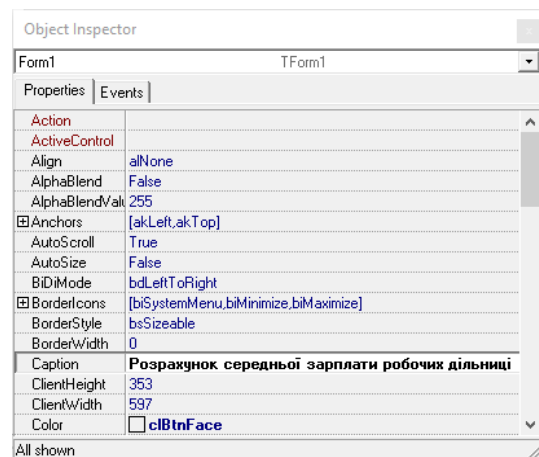 Object Inspector
Form1 TForm1
Properties Events
Action
ActiveControl
Align alNone
AlphaBlend False
AlphaBlendValu 255
Anchors [akLeft,akTop]
AutoScroll True
AutoSize False
BiDiMode bdLeftToRight
BorderIcons [biSystemMenu,biMinimize,biMaximize]
BorderStyle bsSizeable
BorderWidth 0
Caption Розрахунок середньої зарплати робочих дільниці
ClientHeight 353
ClientWidth 597
Color clBtnFace
All shown